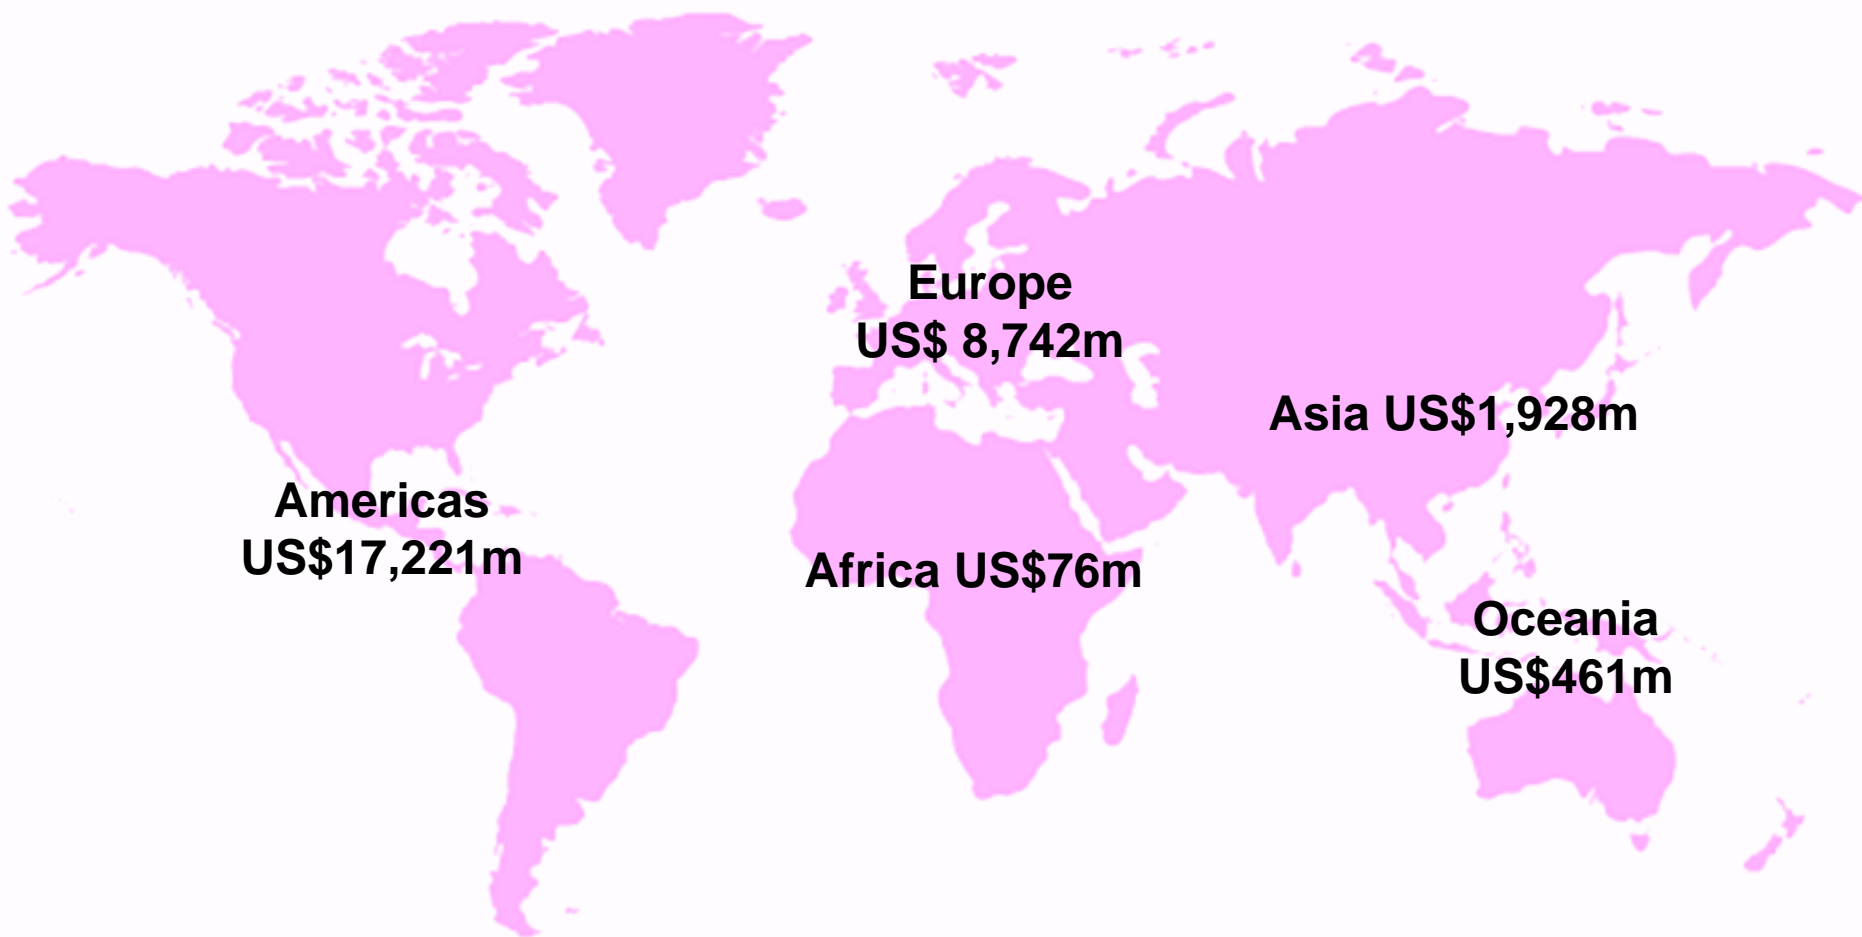 Europe
US$ 8,742m
Asia US$1,928m
Americas
US$17,221m
Africa US$76m
Oceania
US$461m